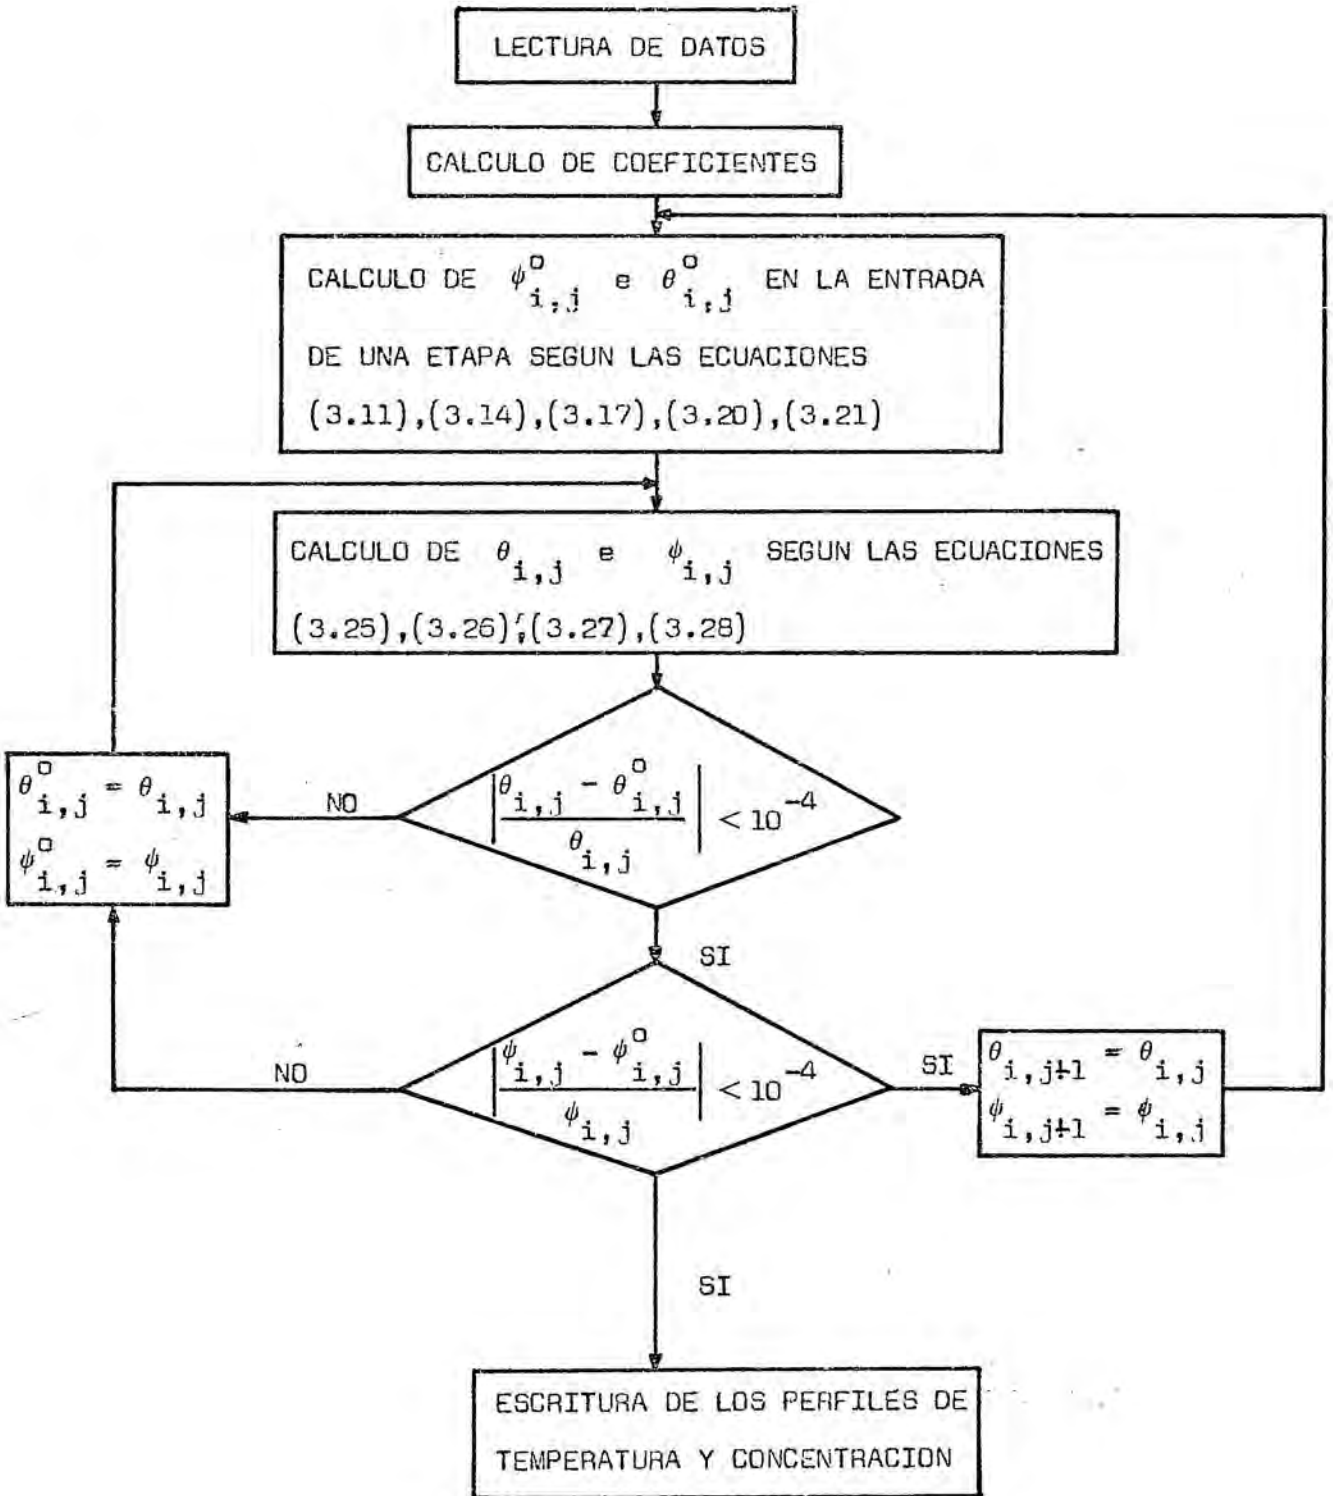 LECTURA DE DATOS
CALCULO DE COEFICIENTES
CALCULO DE ψ°i,j e θ°i,j EN LA ENTRADA
DE UNA ETAPA SEGUN LAS ECUACIONES
(3.11),(3.14),(3.17),(3.20),(3.21)
CALCULO DE θi,j e ψi,j SEGUN LAS ECUACIONES
(3.25),(3.26),(3.27),(3.28)
θ°i,j = θi,j
ψ°i,j = ψi,j
NO
|θi,j - θ°i,j / θi,j| < 10^-4
SI
NO
|ψi,j - ψ°i,j / ψi,j| < 10^-4
SI
θi,j+1 = θi,j
ψi,j+1 = ψi,j
SI
ESCRITURA DE LOS PERFILES DE
TEMPERATURA Y CONCENTRACION